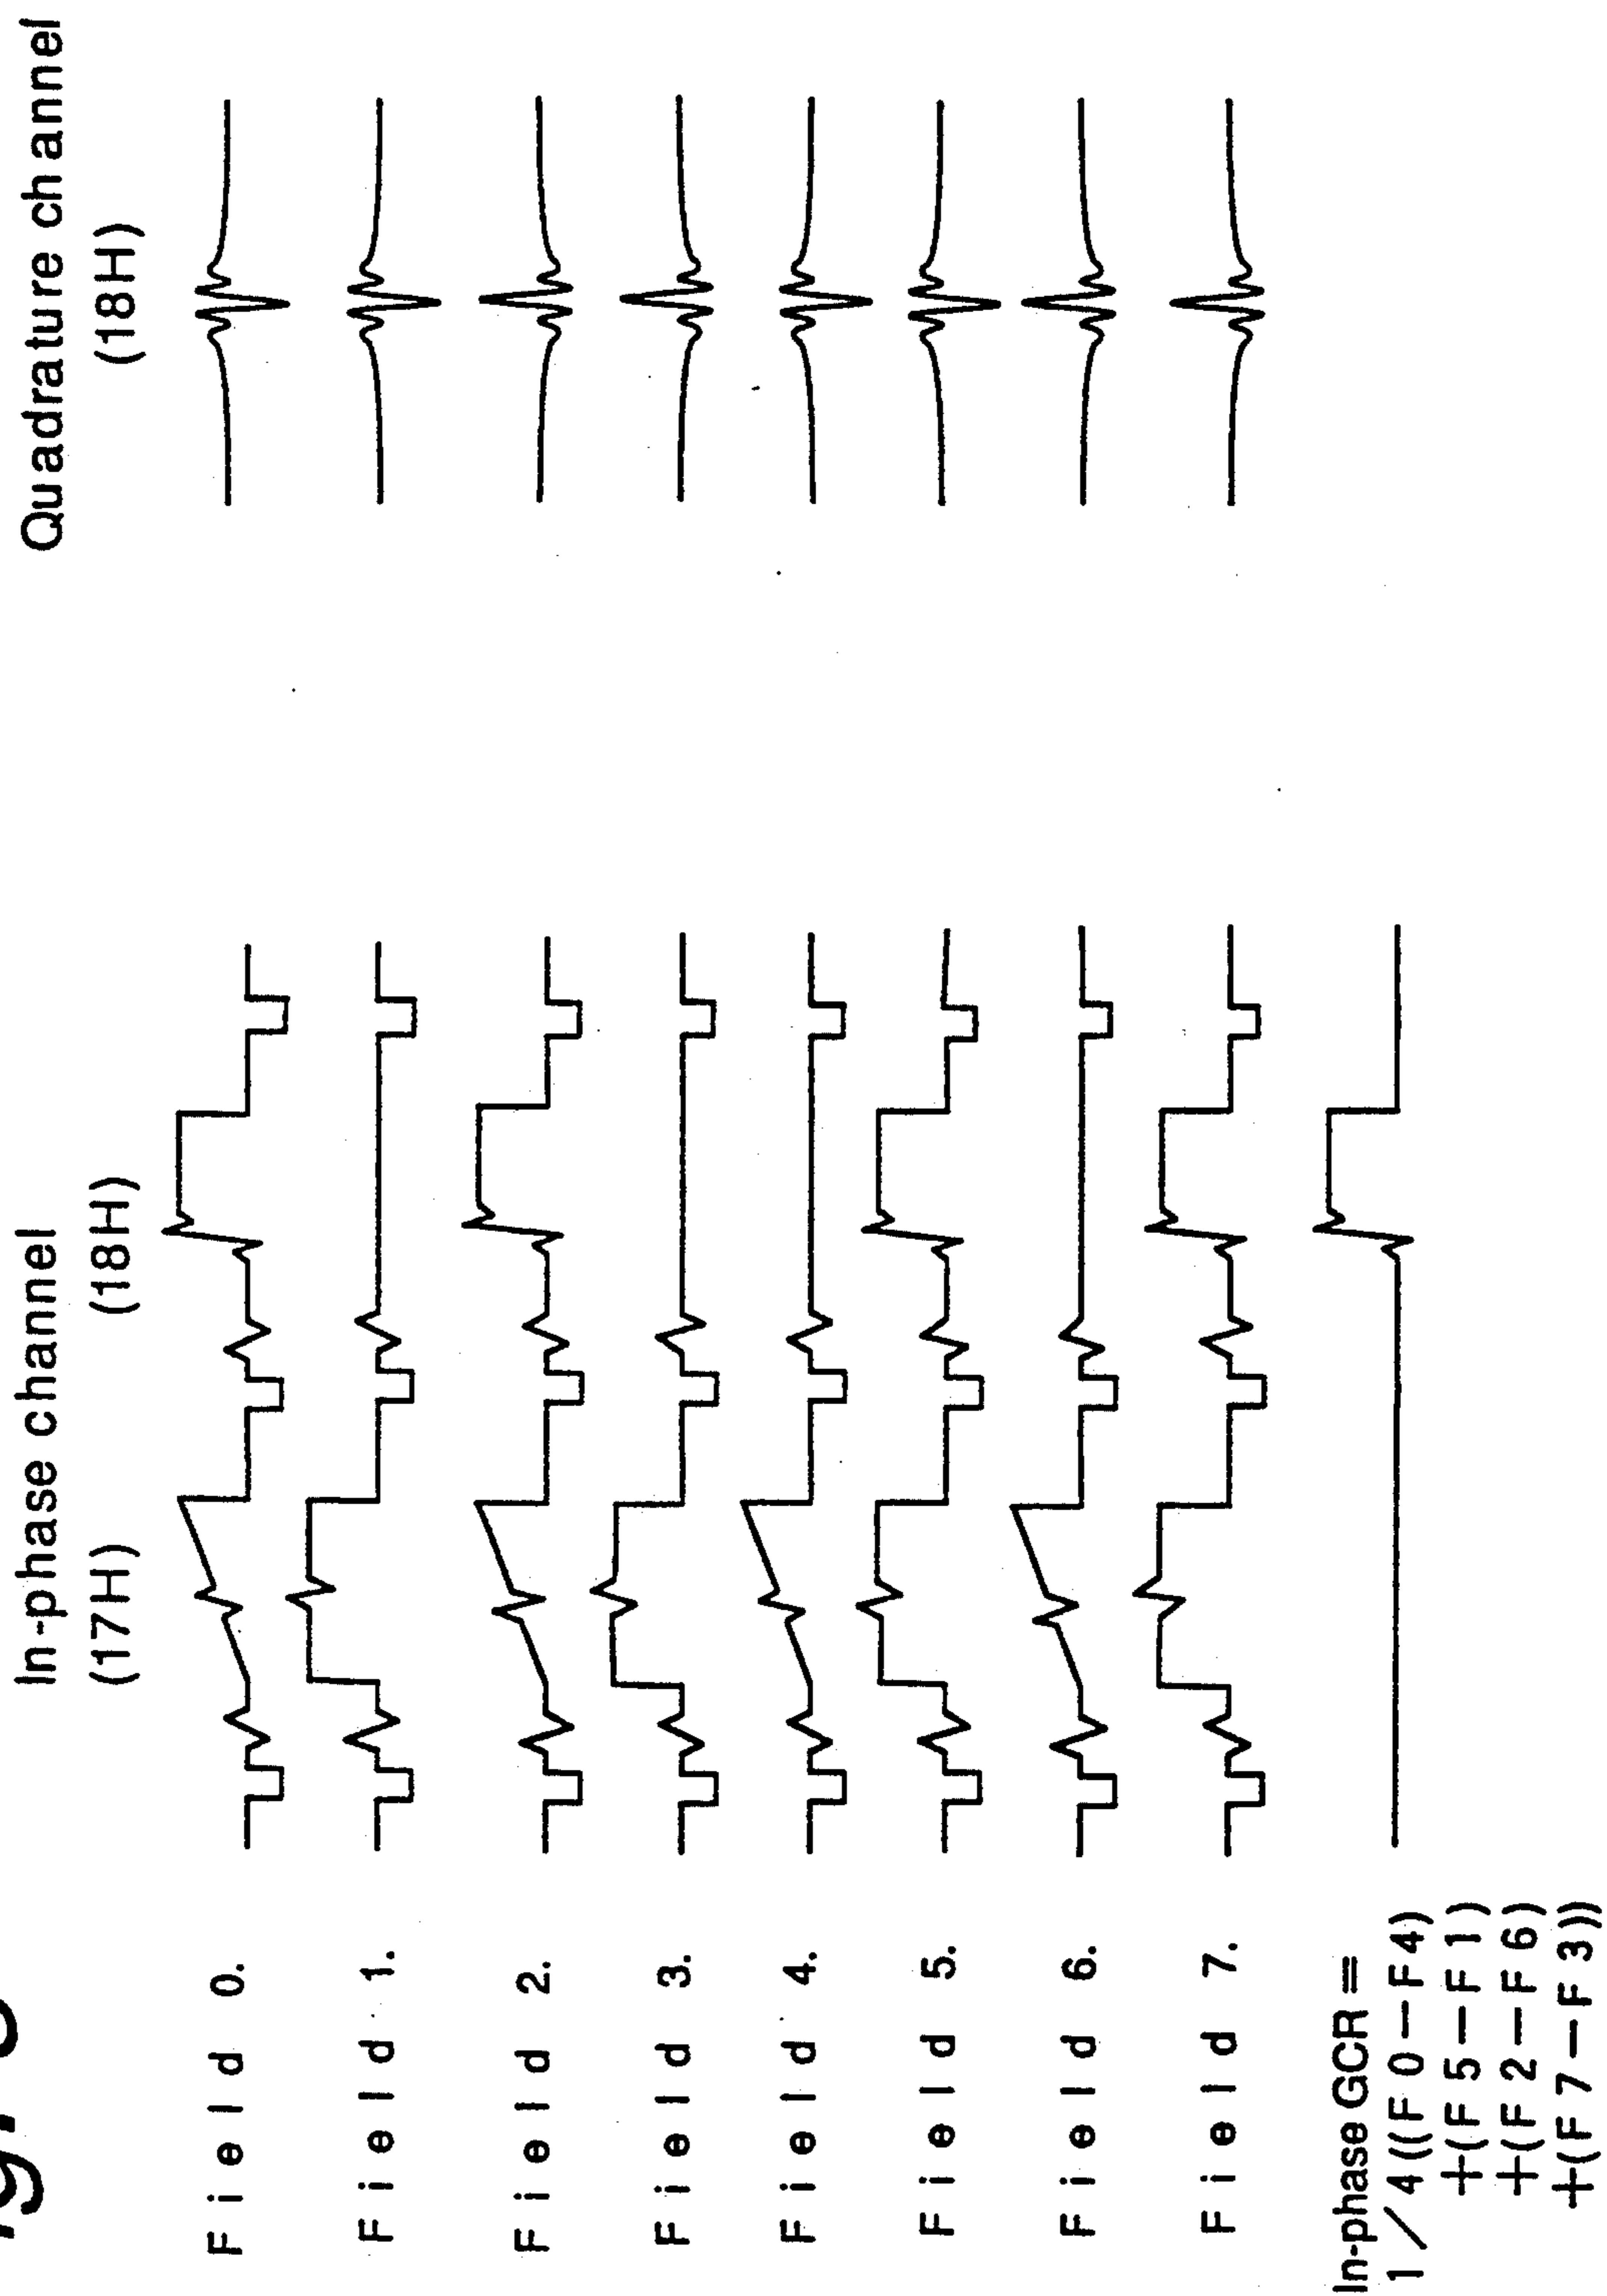 In-phase channel
(17H) (18H)
Quadrature channel
(18H)
Field 0.
Field 1.
Field 2.
Field 3.
Field 4.
Field 5.
Field 6.
Field 7.
In-phase GCR =
1/4((F0-F4)
+(F5-F1)
+(F2-F6)
+(F7-F3))